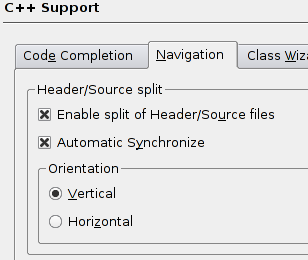 C++ Support
Code Completion Navigation Class Wiz
Header/Source split
Enable split of Header/Source files
Automatic Synchronize
Orientation
Vertical
Horizontal